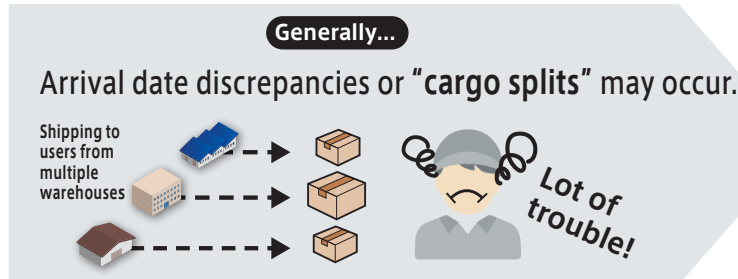 Generally...
Arrival date discrepancies or “cargo splits” may occur.
Shipping to
users from
multiple
warehouses
Lot of
trouble!